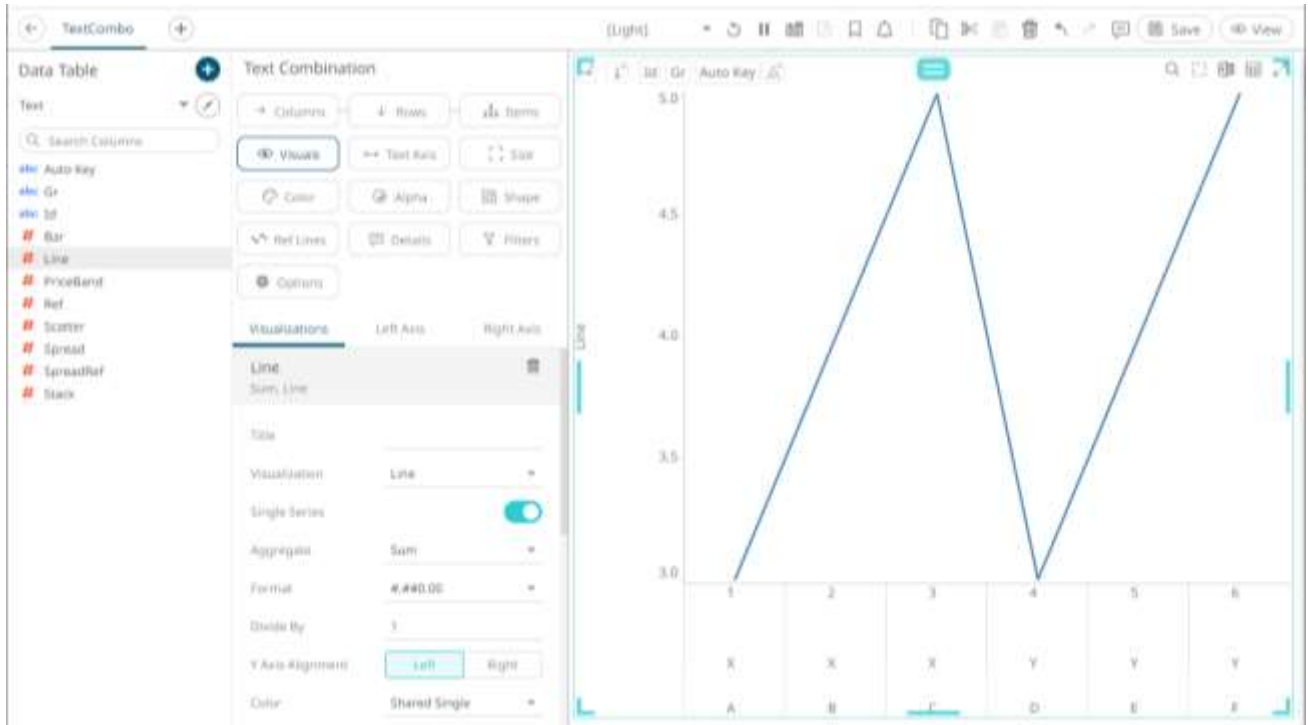 TextCombo
[Light]
Save
View
Data Table
Text
Search Columns
abc Auto Key
abc Gr
abc Id
# Bar
# Line
# PriceBand
# Ref
# Scatter
# Spread
# SpreadRef
# Stack
Text Combination
Columns
Rows
Items
Visuals
Text Axis
Size
Color
Alpha
Shape
Ref Lines
Details
Filters
Options
Visualizations
Left Axis
Right Axis
Line
Sum, Line
Title
Visualization
Line
Single Series
Aggregate
Sum
Format
#,##0.00
Divide By
1
Y Axis Alignment
Left
Right
Color
Shared Single
Id
Gr
Auto Key
5.0
4.5
4.0
3.5
3.0
Line
1 2 3 4 5 6
X X X Y Y Y
A B C D E F